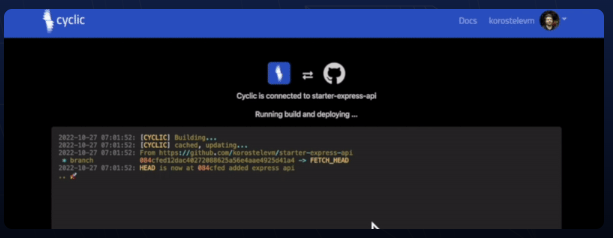 cyclic
Docs korostelevm
Cyclic is connected to starter-express-api
Running build and deploying ...
2022-10-27 07:01:52: [CYCLIC] Building...
2022-10-27 07:01:52: [CYCLIC] cached, updating...
2022-10-27 07:01:52: From https://github.com/korostelevm/starter-express-api
* branch 084cfed12dac40272088625a56e4aae4925d41a4 -> FETCH_HEAD
2022-10-27 07:01:52: HEAD is now at 084cfed added express api
..